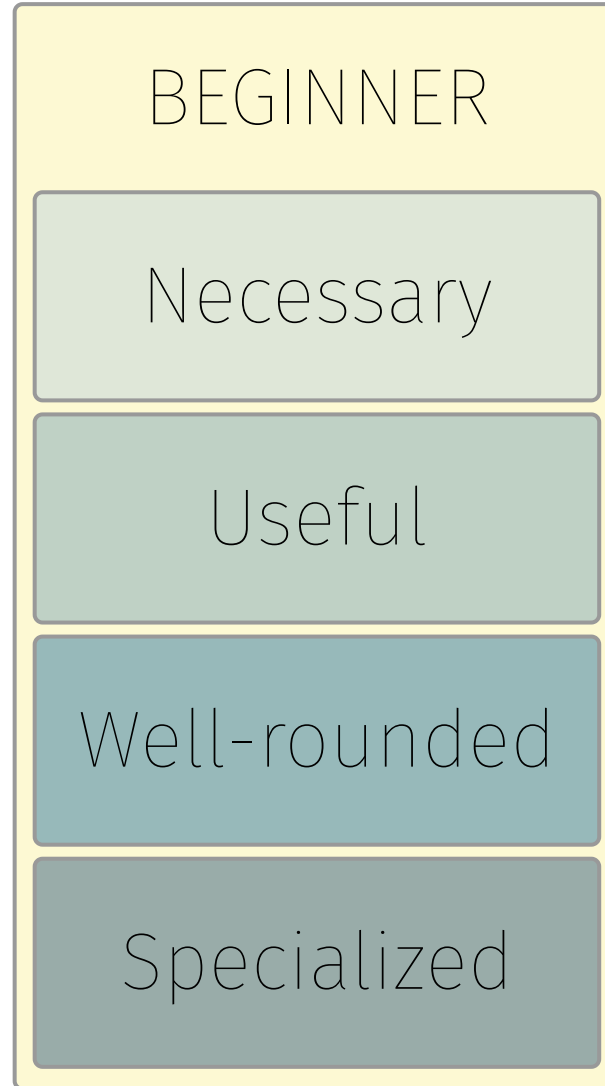 BEGINNER
Necessary
Useful
Well-rounded
Specialized